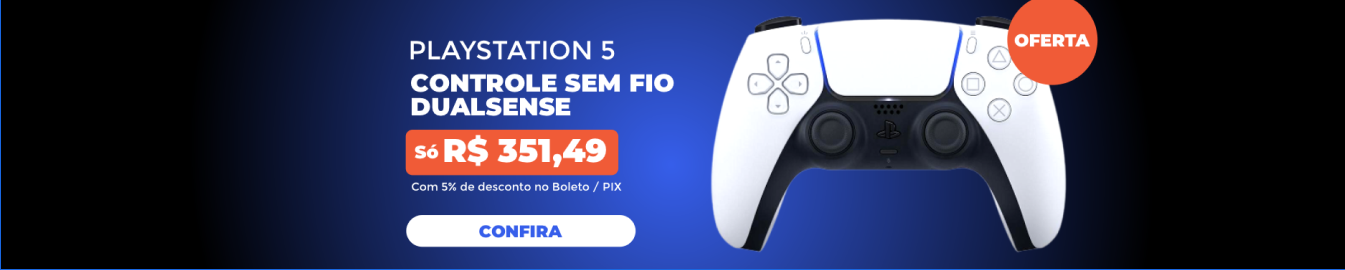 PLAYSTATION 5
CONTROLE SEM FIO
DUALSENSE
Só R$ 351,49
Com 5% de desconto no Boleto / PIX
CONFIRA
OFERTA